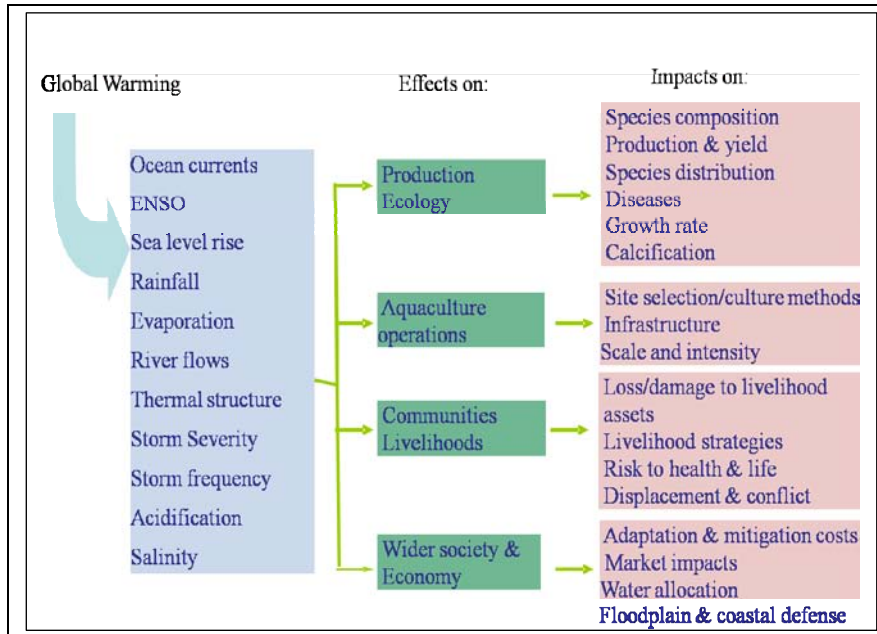 Global Warming
Effects on:
Impacts on:
Ocean currents
ENSO
Sea level rise
Rainfall
Evaporation
River flows
Thermal structure
Storm Severity
Storm frequency
Acidification
Salinity
Production
Ecology
Species composition
Production & yield
Species distribution
Diseases
Growth rate
Calcification
Aquaculture
operations
Site selection/culture methods
Infrastructure
Scale and intensity
Communities
Livelihoods
Loss/damage to livelihood
assets
Livelihood strategies
Risk to health & life
Displacement & conflict
Wider society &
Economy
Adaptation & mitigation costs
Market impacts
Water allocation
Floodplain & coastal defense